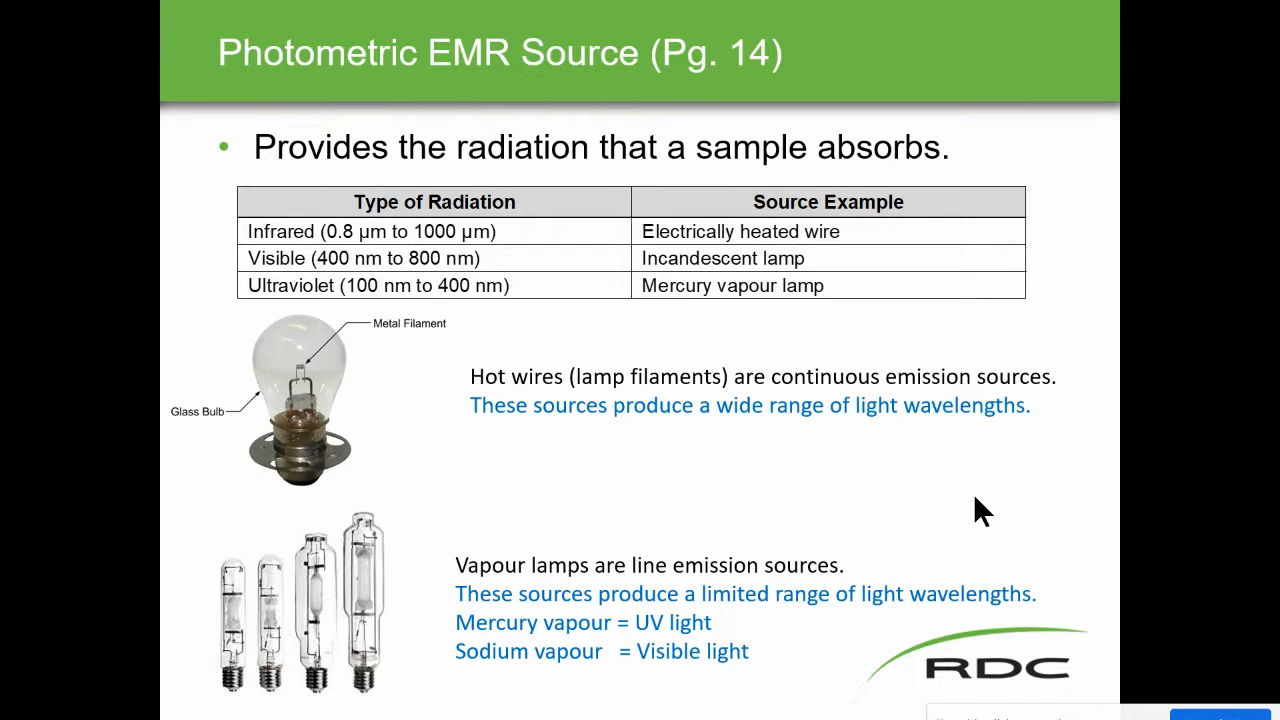 Photometric EMR Source (Pg. 14)
• Provides the radiation that a sample absorbs.
Type of Radiation Source Example
Infrared (0.8 µm to 1000 µm) Electrically heated wire
Visible (400 nm to 800 nm) Incandescent lamp
Ultraviolet (100 nm to 400 nm) Mercury vapour lamp
Metal Filament
Glass Bulb
Hot wires (lamp filaments) are continuous emission sources.
These sources produce a wide range of light wavelengths.
Vapour lamps are line emission sources.
These sources produce a limited range of light wavelengths.
Mercury vapour = UV light
Sodium vapour = Visible light
RDC